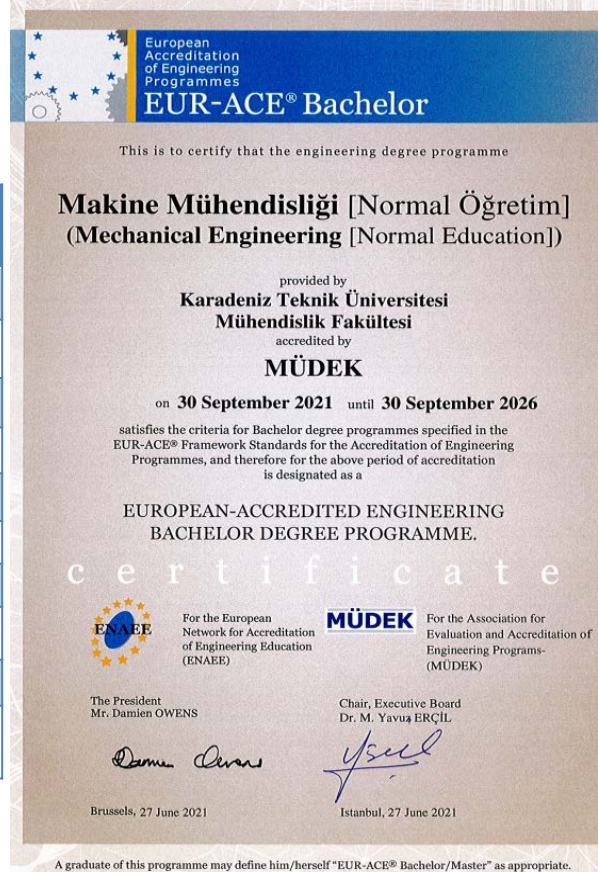 European
Accreditation
of Engineering
Programmes
EUR-ACE® Bachelor
This is to certify that the engineering degree programme
Makine Mühendisliği [Normal Öğretim]
(Mechanical Engineering [Normal Education])
provided by
Karadeniz Teknik Üniversitesi
Mühendislik Fakültesi
accredited by
MÜDEK
on 30 September 2021 until 30 September 2026
satisfies the criteria for Bachelor degree programmes specified in the
EUR-ACE® Framework Standards for the Accreditation of Engineering
Programmes, and therefore for the above period of accreditation
is designated as a
EUROPEAN-ACCREDITED ENGINEERING
BACHELOR DEGREE PROGRAMME.
certificate
ENAEE
For the European
Network for Accreditation
of Engineering Education
(ENAEE)
MÜDEK
For the Association for
Evaluation and Accreditation of
Engineering Programs-
(MÜDEK)
The President
Mr. Damien OWENS
Chair, Executive Board
Dr. M. Yavuz ERÇİL
Damien Owens
Brussels, 27 June 2021
Istanbul, 27 June 2021
A graduate of this programme may define him/herself "EUR-ACE® Bachelor/Master" as appropriate.